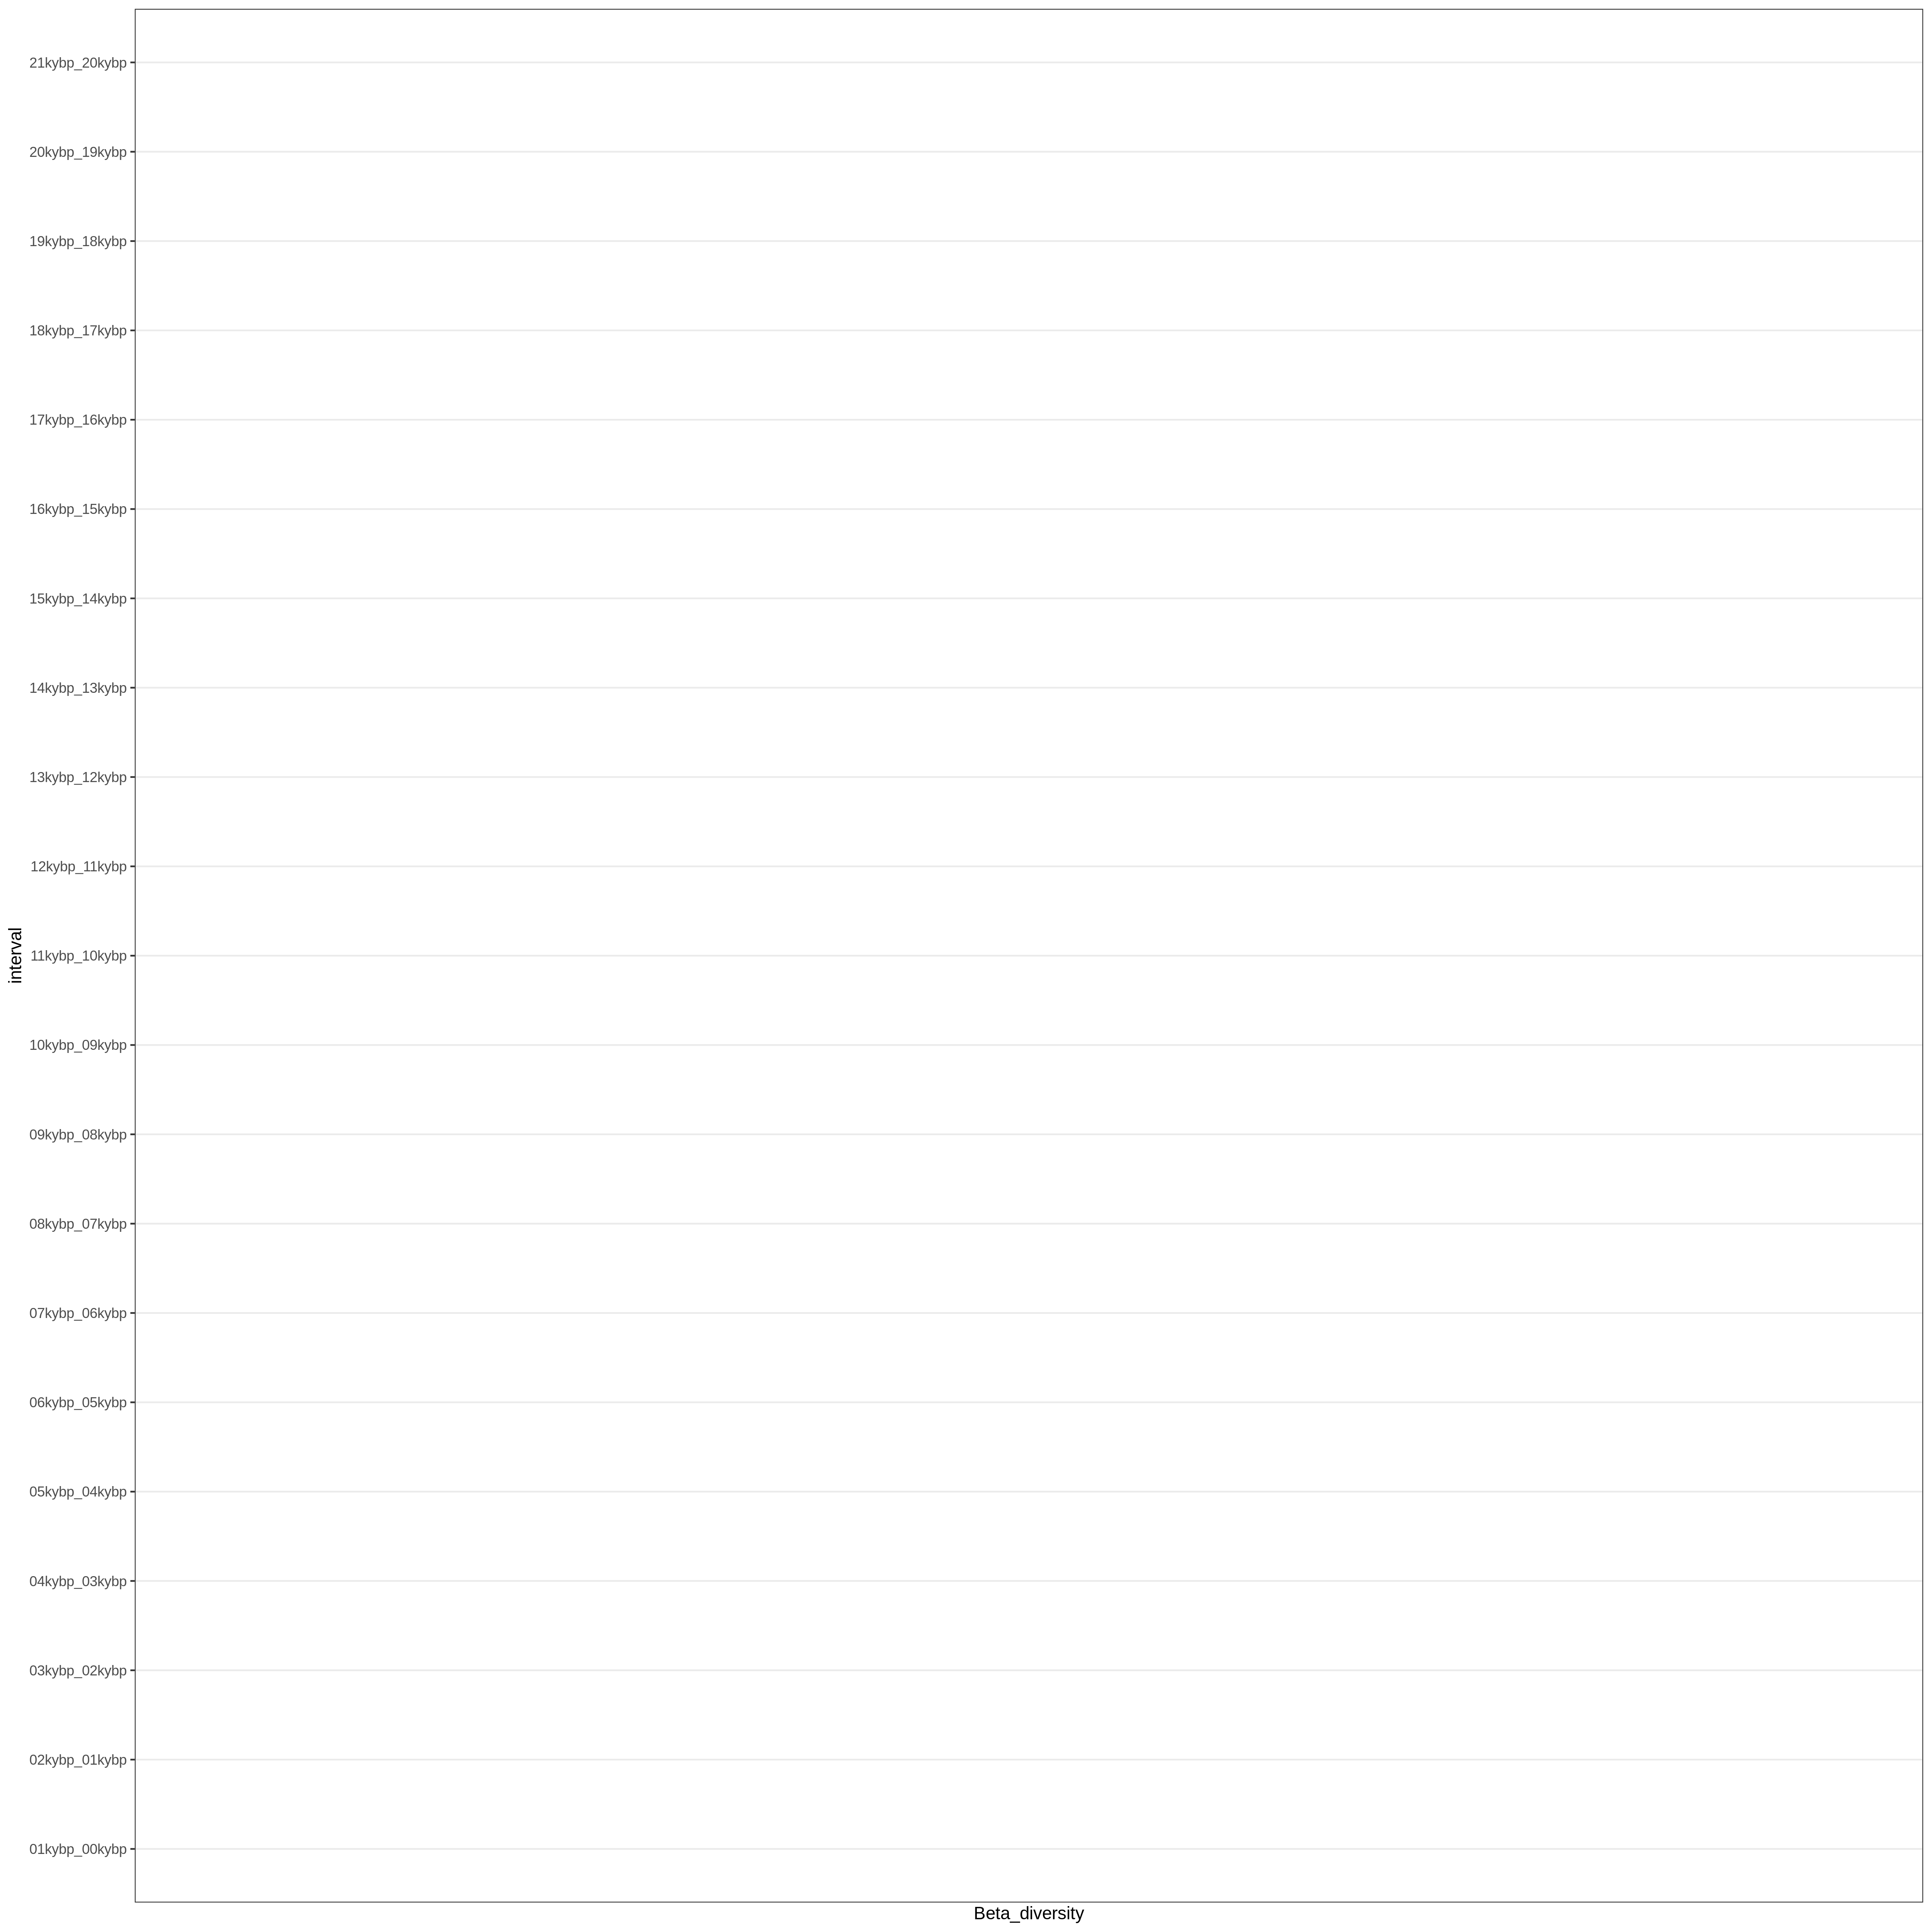 21kybp_20kybp
20kybp_19kybp
19kybp_18kybp
18kybp_17kybp
17kybp_16kybp
16kybp_15kybp
15kybp_14kybp
14kybp_13kybp
13kybp_12kybp
12kybp_11kybp
11kybp_10kybp
10kybp_09kybp
09kybp_08kybp
08kybp_07kybp
07kybp_06kybp
06kybp_05kybp
05kybp_04kybp
04kybp_03kybp
03kybp_02kybp
02kybp_01kybp
01kybp_00kybp
interval
Beta_diversity